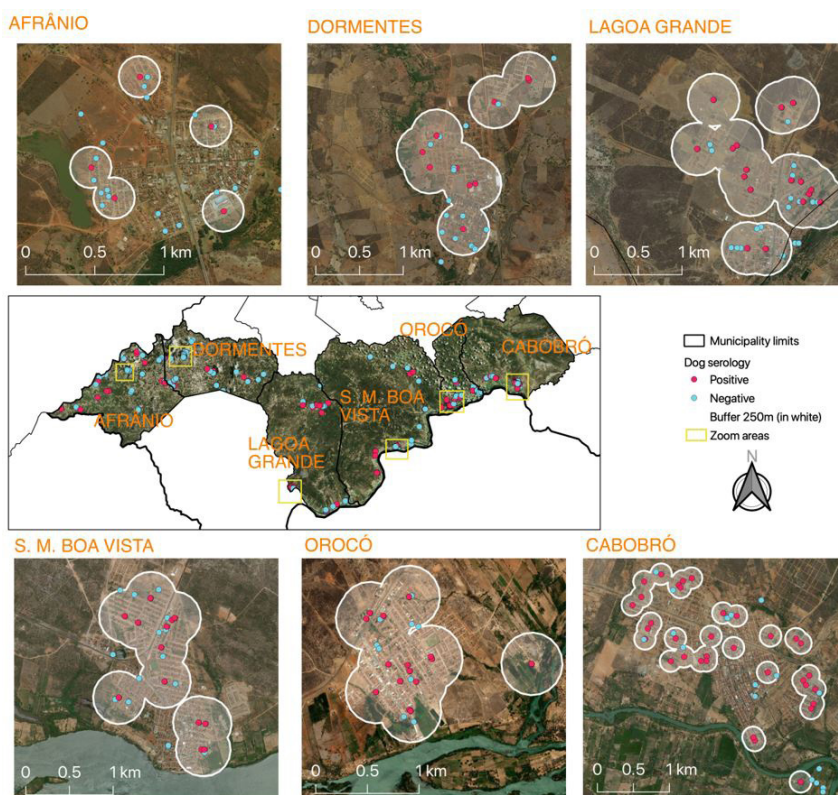 AFRÂNIO
DORMENTES
LAGOA GRANDE
0 0.5 1 km
0 0.5 1 km
0 0.5 1 km
AFRÂNIO
DORMENTES
LAGOA
GRANDE
S. M. BOA
VISTA
OROCÓ
CABOBRÓ
Municipality limits
Dog serology
Positive
Negative
Buffer 250m (in white)
Zoom areas
N
S. M. BOA VISTA
OROCÓ
CABOBRÓ
0 0.5 1 km
0 0.5 1 km
0 0.5 1 km